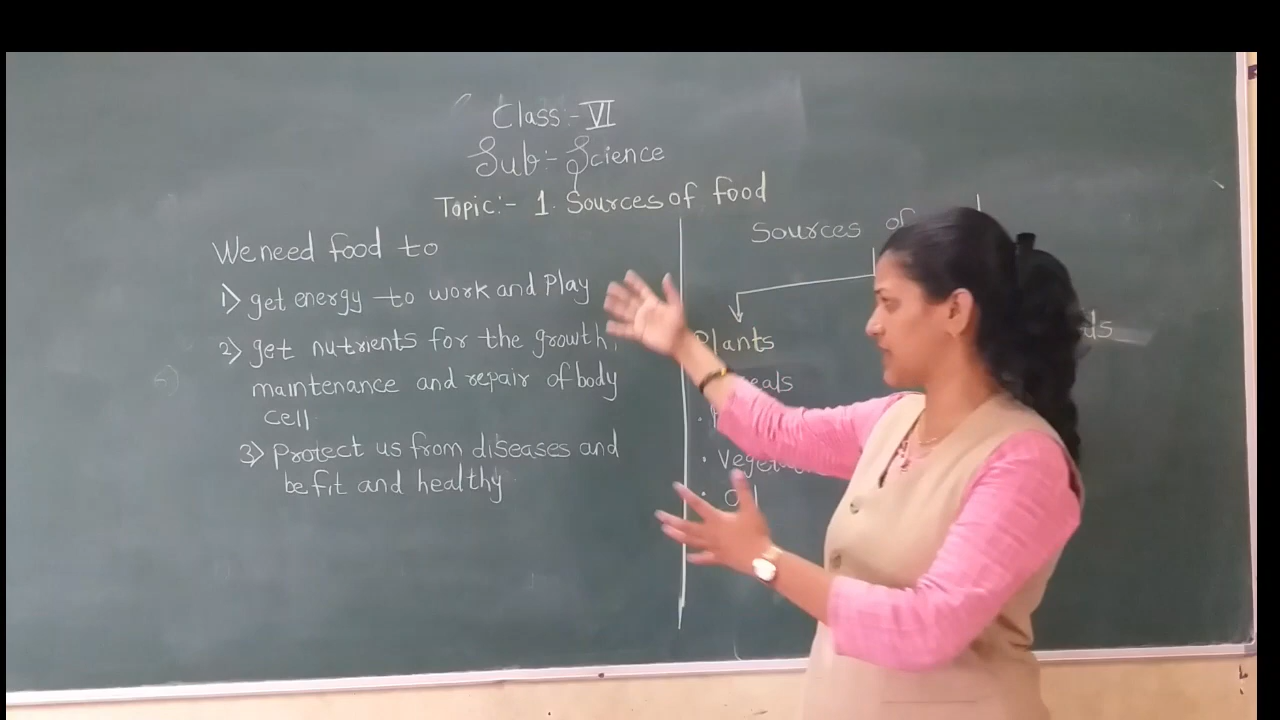 Class:- VI
Sub:- Science
Topic:- 1. Sources of food
We need food to
1) get energy to work and Play
2) get nutrients for the growth,
maintenance and repair of body
cell.
3) Protect us from diseases and
be fit and healthy
Sources of
Plants